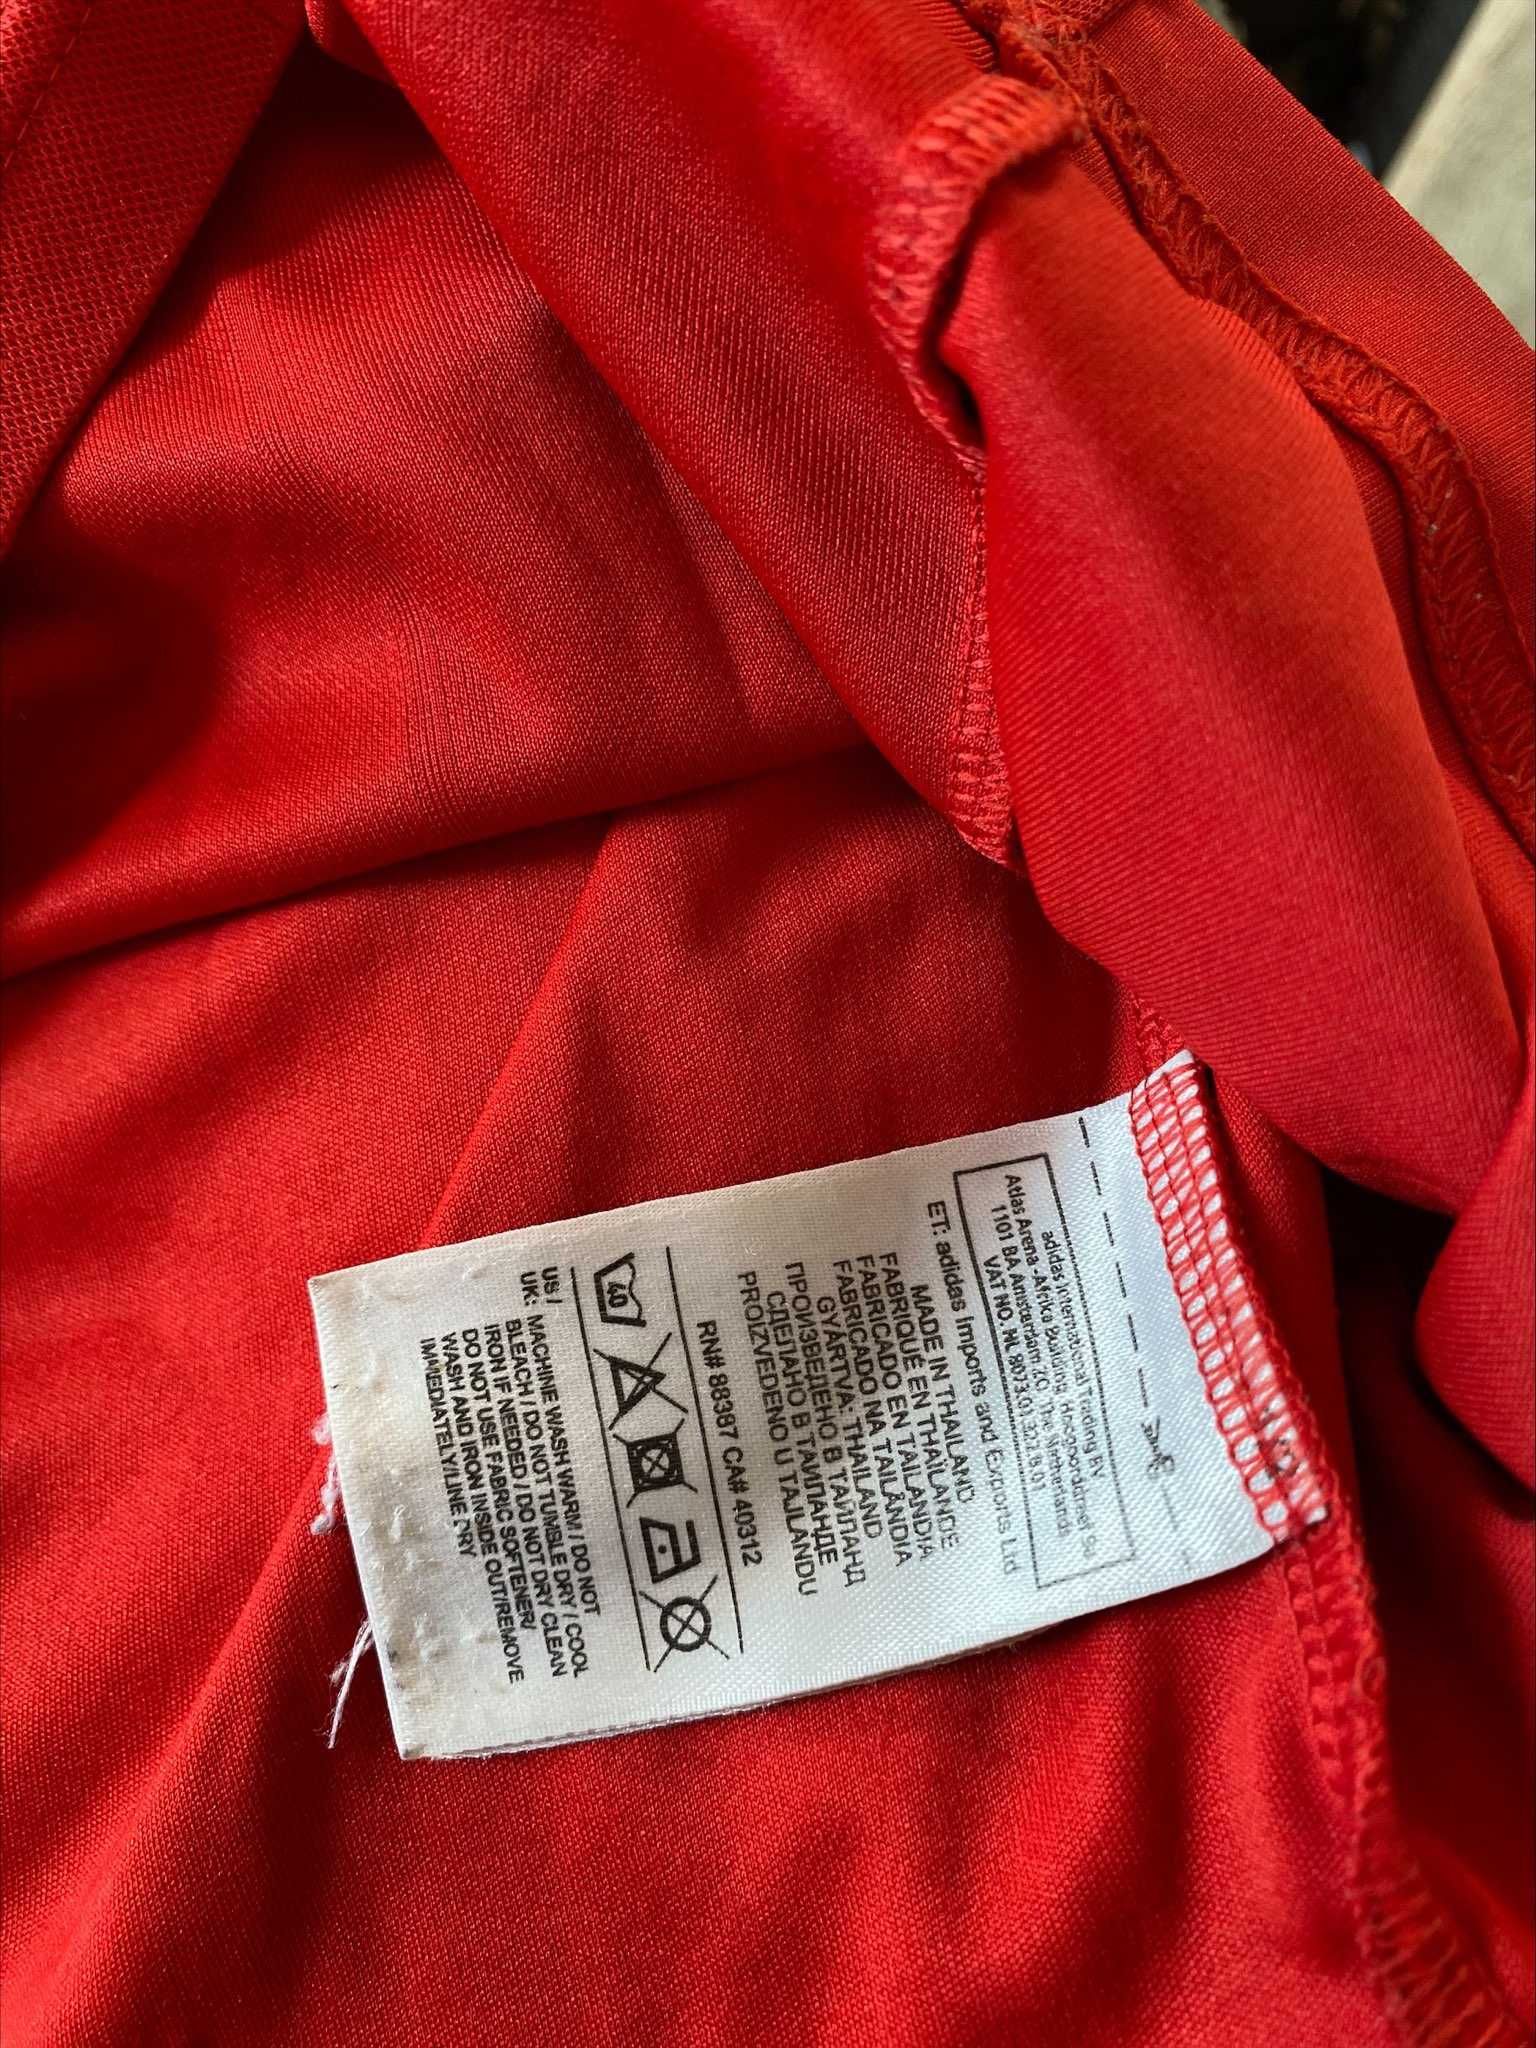 adidas International Trading BV
Atlas Arena-Afrika Building, Hoogoorddreef 9a
1101 BA Amsterdam ZO, The Netherlands
VAT NO. NL 8073.01.322.B.01
ET: adidas Imports and Exports, Ltd
MADE IN THAILAND
FABRIQUÉ EN THAÏLANDE
FABRICADO EN TAILANDIA
FABRICADO NA TAILÂNDIA
GYÁRTVA: THAILAND
ПРОИЗВЕДЕНО В ТАЙЛАНД
СДЕЛАНО В ТАИЛАНДЕ
PROIZVEDENO U TAJLANDU
RN# 88387 CA# 40312
40
US /
UK: MACHINE WASH WARM / DO NOT
BLEACH / DO NOT TUMBLE DRY / COOL
IRON IF NEEDED / DO NOT DRY CLEAN
DO NOT USE FABRIC SOFTENER/
WASH AND IRON INSIDE OUT/REMOVE
IMMEDIATELY/LINE DRY